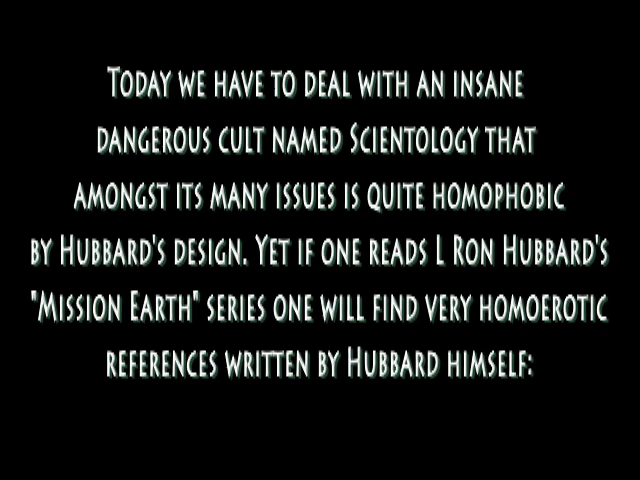 Today we have to deal with an insane
dangerous cult named Scientology that
amongst its many issues is quite homophobic
by Hubbard's design. Yet if one reads L Ron Hubbard's
"Mission Earth" series one will find very homoerotic
references written by Hubbard himself: